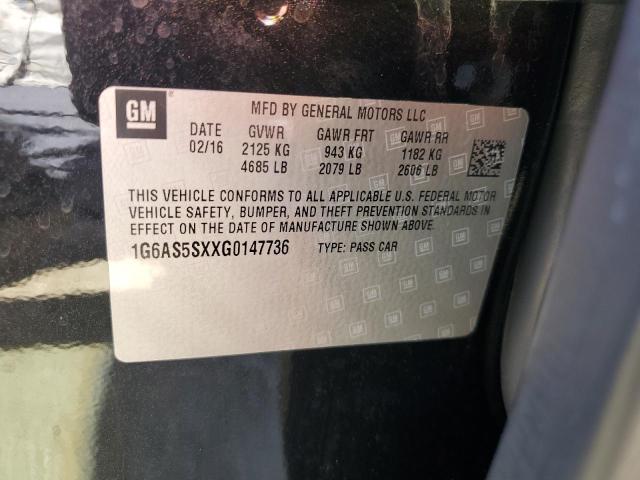 GM
MFD BY GENERAL MOTORS LLC
DATE GVWR GAWR FRT GAWR RR
02/16 2125 KG 943 KG 1182 KG
4685 LB 2079 LB 2606 LB
THIS VEHICLE CONFORMS TO ALL APPLICABLE U.S. FEDERAL MOTOR
VEHICLE SAFETY, BUMPER, AND THEFT PREVENTION STANDARDS IN
EFFECT ON THE DATE OF MANUFACTURE SHOWN ABOVE.
1G6AS5SXXG0147736 TYPE: PASS CAR